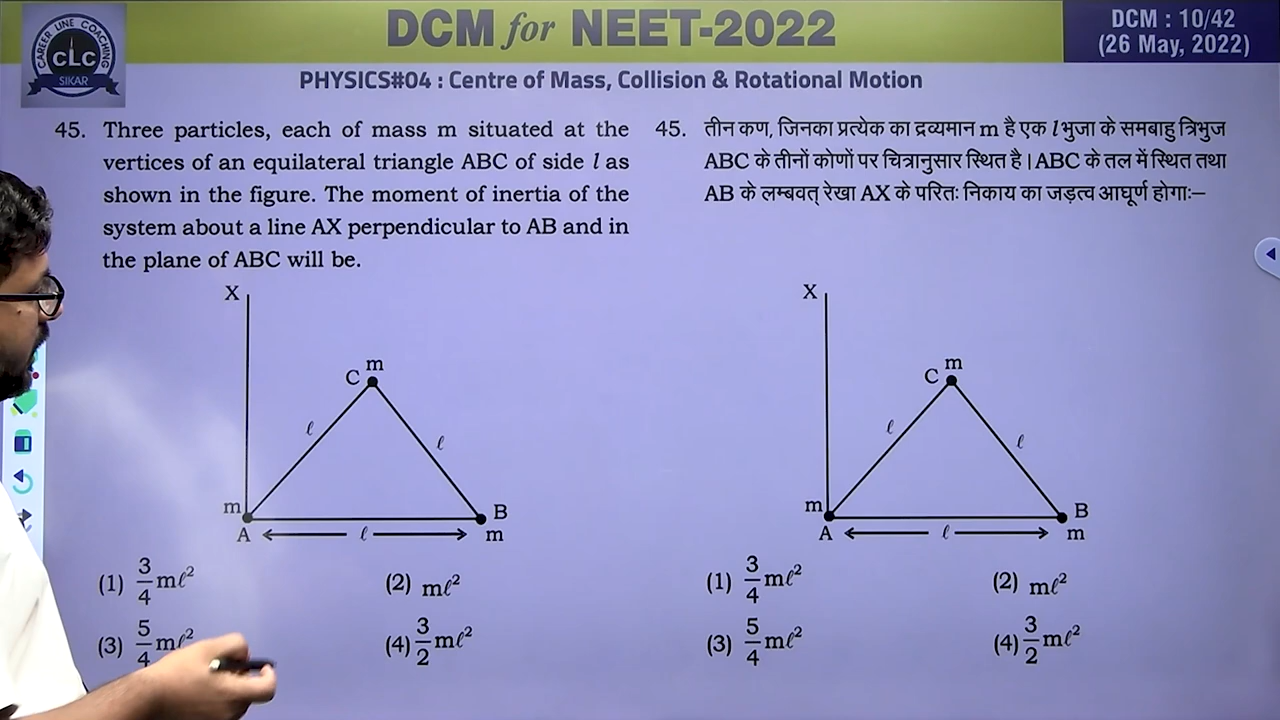 CAREER LINE COACHING
CLC
SIKAR
DCM for NEET-2022
DCM : 10/42
(26 May, 2022)
PHYSICS#04 : Centre of Mass, Collision & Rotational Motion
45. Three particles, each of mass m situated at the
vertices of an equilateral triangle ABC of side l as
shown in the figure. The moment of inertia of the
system about a line AX perpendicular to AB and in
the plane of ABC will be.
X
C m
ℓ ℓ
m B
A ℓ m
(1) 3/4 mℓ² (2) mℓ²
(3) 5/4 mℓ² (4) 3/2 mℓ²
45. तीन कण, जिनका प्रत्येक का द्रव्यमान m है एक l भुजा के समबाहु त्रिभुज
ABC के तीनों कोणों पर चित्रानुसार स्थित है। ABC के तल में स्थित तथा
AB के लम्बवत् रेखा AX के परितः निकाय का जड़त्व आघूर्ण होगाः–
X
C m
ℓ ℓ
m B
A ℓ m
(1) 3/4 mℓ² (2) mℓ²
(3) 5/4 mℓ² (4) 3/2 mℓ²